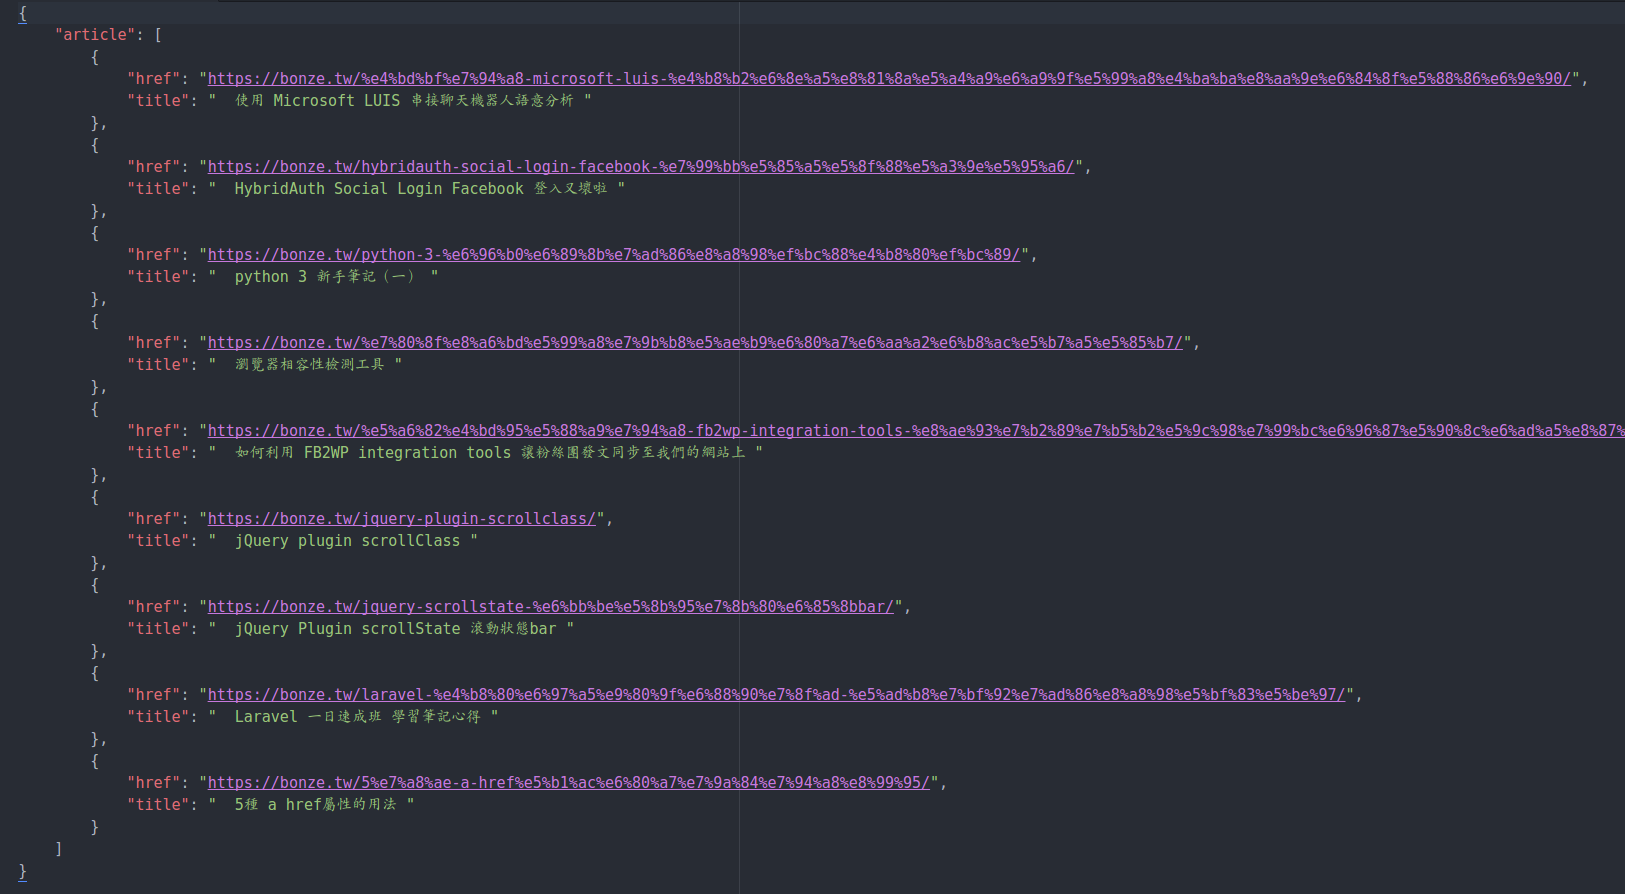 {
    "article": [
        {
            "href": "https://bonze.tw/%e4%bd%bf%e7%94%a8-microsoft-luis-%e4%b8%b2%e6%8e%a5%e8%81%8a%e5%a4%a9%e6%a9%9f%e5%99%a8%e4%ba%ba%e8%aa%9e%e6%84%8f%e5%88%86%e6%9e%90/",
            "title": "  使用 Microsoft LUIS 串接聊天機器人語意分析 "
        },
        {
            "href": "https://bonze.tw/hybridauth-social-login-facebook-%e7%99%bb%e5%85%a5%e5%8f%88%e5%a3%9e%e5%95%a6/",
            "title": "  HybridAuth Social Login Facebook 登入又壞啦 "
        },
        {
            "href": "https://bonze.tw/python-3-%e6%96%b0%e6%89%8b%e7%ad%86%e8%a8%98%ef%bc%88%e4%b8%80%ef%bc%89/",
            "title": "  python 3 新手筆記（一） "
        },
        {
            "href": "https://bonze.tw/%e7%80%8f%e8%a6%bd%e5%99%a8%e7%9b%b8%e5%ae%b9%e6%80%a7%e6%aa%a2%e6%b8%ac%e5%b7%a5%e5%85%b7/",
            "title": "  瀏覽器相容性檢測工具 "
        },
        {
            "href": "https://bonze.tw/%e5%a6%82%e4%bd%95%e5%88%a9%e7%94%a8-fb2wp-integration-tools-%e8%ae%93%e7%b2%89%e7%b5%b2%e5%9c%98%e7%99%bc%e6%96%87%e5%90%8c%e6%ad%a5%e8%87%
            "title": "  如何利用 FB2WP integration tools 讓粉絲團發文同步至我們的網站上 "
        },
        {
            "href": "https://bonze.tw/jquery-plugin-scrollclass/",
            "title": "  jQuery plugin scrollClass "
        },
        {
            "href": "https://bonze.tw/jquery-scrollstate-%e6%bb%be%e5%8b%95%e7%8b%80%e6%85%8bbar/",
            "title": "  jQuery Plugin scrollState 滾動狀態bar "
        },
        {
            "href": "https://bonze.tw/laravel-%e4%b8%80%e6%97%a5%e9%80%9f%e6%88%90%e7%8f%ad-%e5%ad%b8%e7%bf%92%e7%ad%86%e8%a8%98%e5%bf%83%e5%be%97/",
            "title": "  Laravel 一日速成班 學習筆記心得 "
        },
        {
            "href": "https://bonze.tw/5%e7%a8%ae-a-href%e5%b1%ac%e6%80%a7%e7%9a%84%e7%94%a8%e8%99%95/",
            "title": "  5種 a href屬性的用法 "
        }
    ]
}